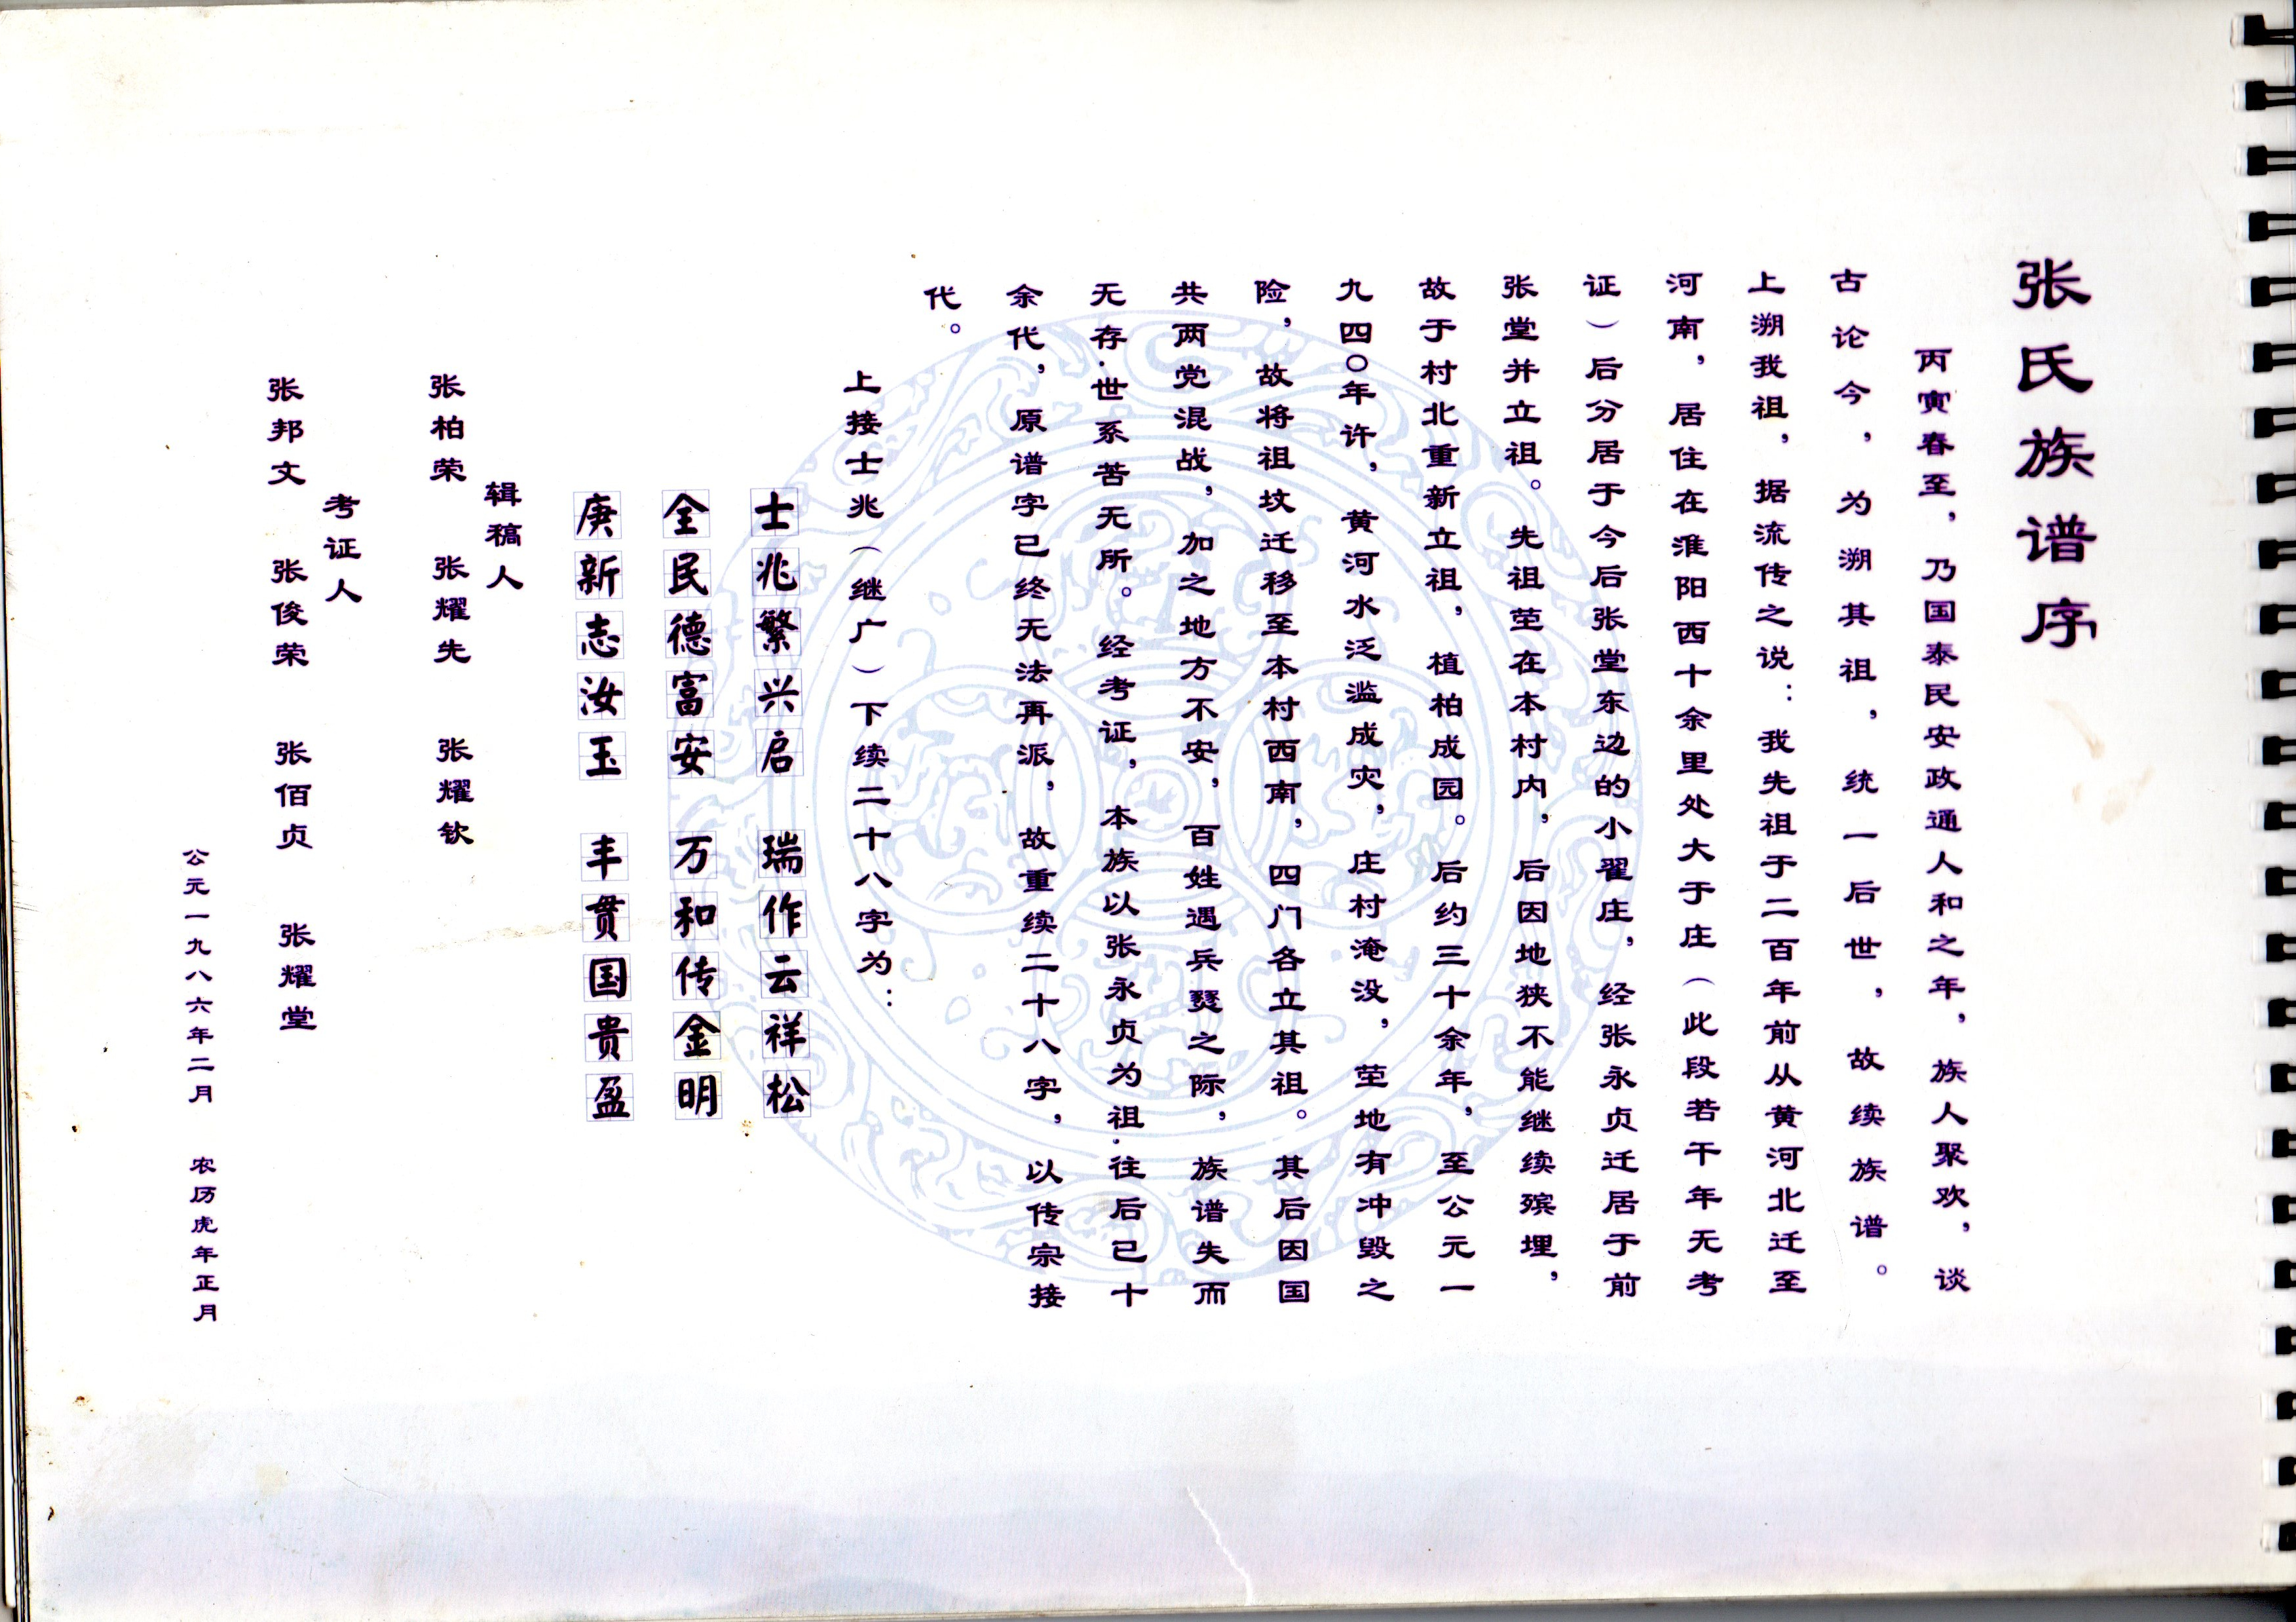 张氏族谱序
丙寅春至，乃国泰民安政通人和之年，族人聚欢，谈
古论今，为溯其祖，统一后世，故续族谱。
上溯我祖，据流传之说：我先祖于二百年前从黄河北迁至
河南，居住在淮阳西十余里处大于庄（此段若干年无考
证）后分居于今后张堂东边的小翟庄，经张永贞迁居于前
张堂并立祖。先祖茔在本村内，后因地狭不能继续殡埋，
故于村北重新立祖，植柏成园。后约三十余年，至公元一
九四〇年许，黄河水泛滥成灾，庄村淹没，茔地有冲毁之
险，故将祖坟迁移至本村西南，四门各立其祖。其后因国
共两党混战，加之地方不安，百姓遇兵燹之际，族谱失而
无存.世系苦无所。经考证，本族以张永贞为祖.往后已十
余代，原谱字已终无法再派，故重续二十八字，以传宗接
代。
上接士兆（继广）下续二十八字为：
士兆繁兴启 瑞作云祥松
全民德富安 万和传金明
庚新志汝玉 丰贯国贵盈
辑稿人
张柏荣 张耀先 张耀钦
考证人
张邦文 张俊荣 张佰贞 张耀堂
公元一九八六年二月 农历虎年正月